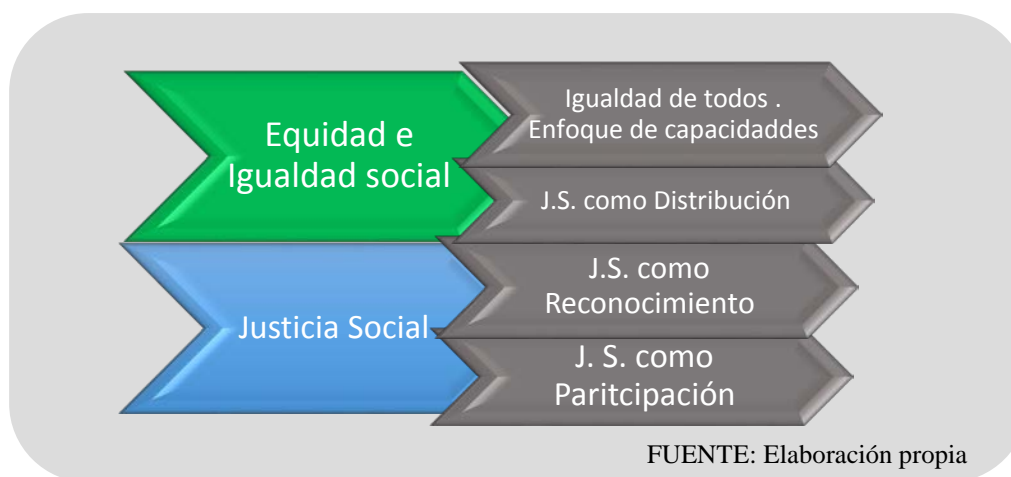 Equidad e
Igualdad social
Igualdad de todos .
Enfoque de capacidaddes
J.S. como Distribución
Justicia Social
J.S. como
Reconocimiento
J. S. como
Paritcipación
FUENTE: Elaboración propia